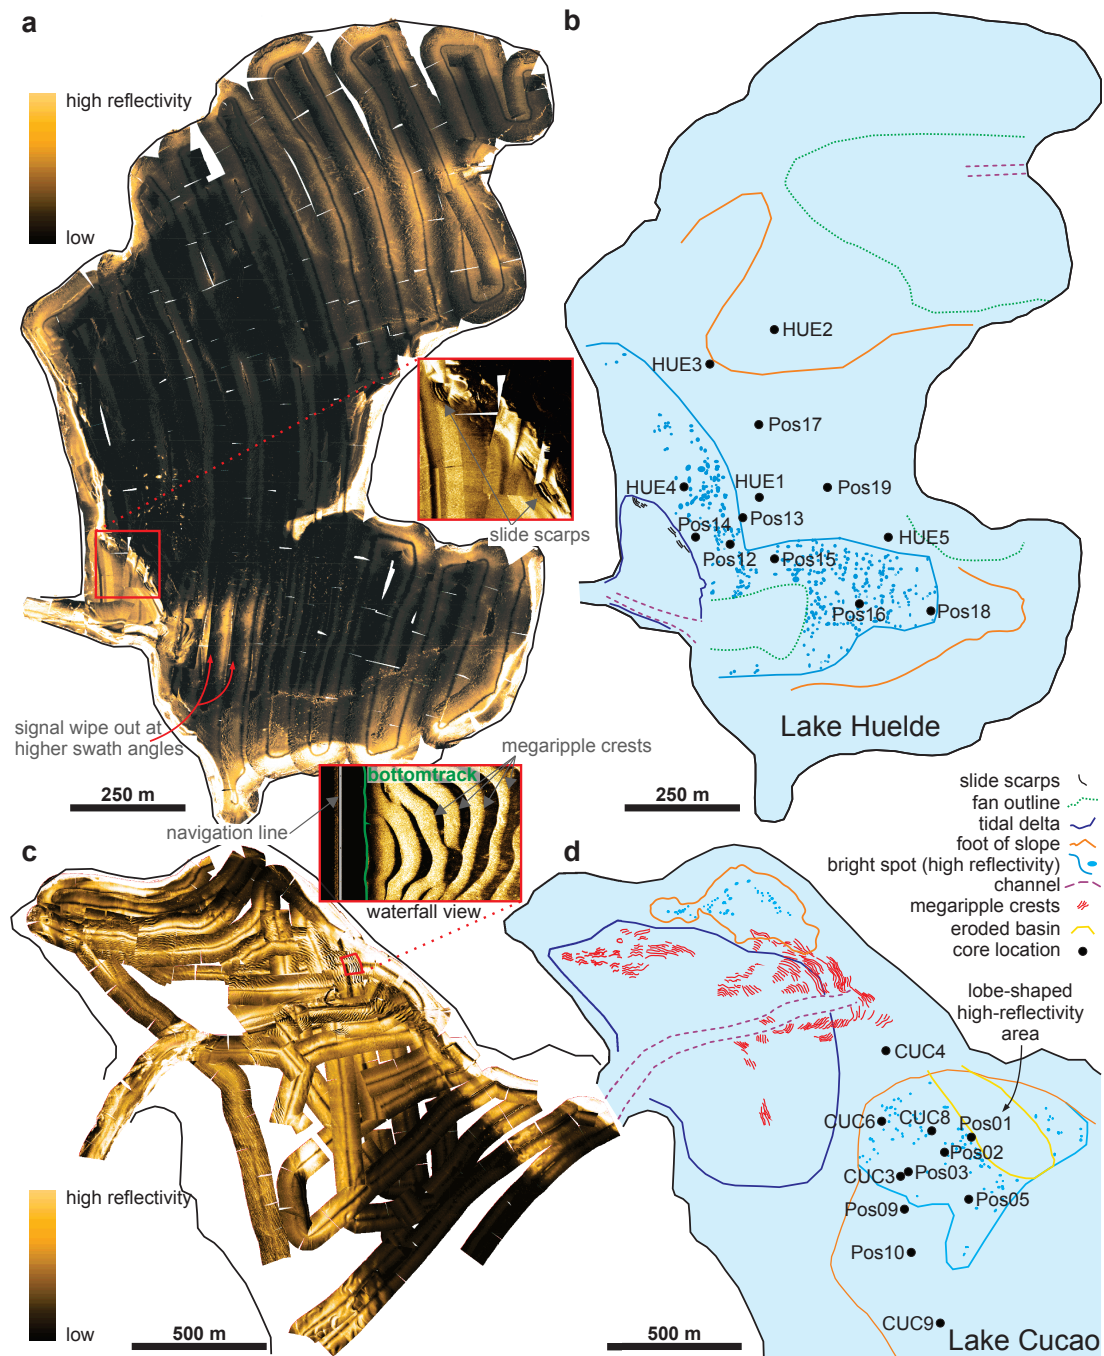 a
high reflectivity
low
slide scarps
signal wipe out at
higher swath angles
250 m
b
HUE2
HUE3
Pos17
HUE4
HUE1
Pos19
Pos13
Pos14
HUE5
Pos12
Pos15
Pos16
Pos18
Lake Huelde
250 m
megaripple crests
bottomtrack
navigation line
waterfall view
slide scarps
fan outline
tidal delta
foot of slope
bright spot (high reflectivity)
channel
megaripple crests
eroded basin
core location
c
high reflectivity
low
500 m
d
lobe-shaped
high-reflectivity
area
CUC4
CUC6
CUC8
Pos01
Pos02
CUC3
Pos03
Pos05
Pos09
Pos10
CUC9
500 m
Lake Cucao